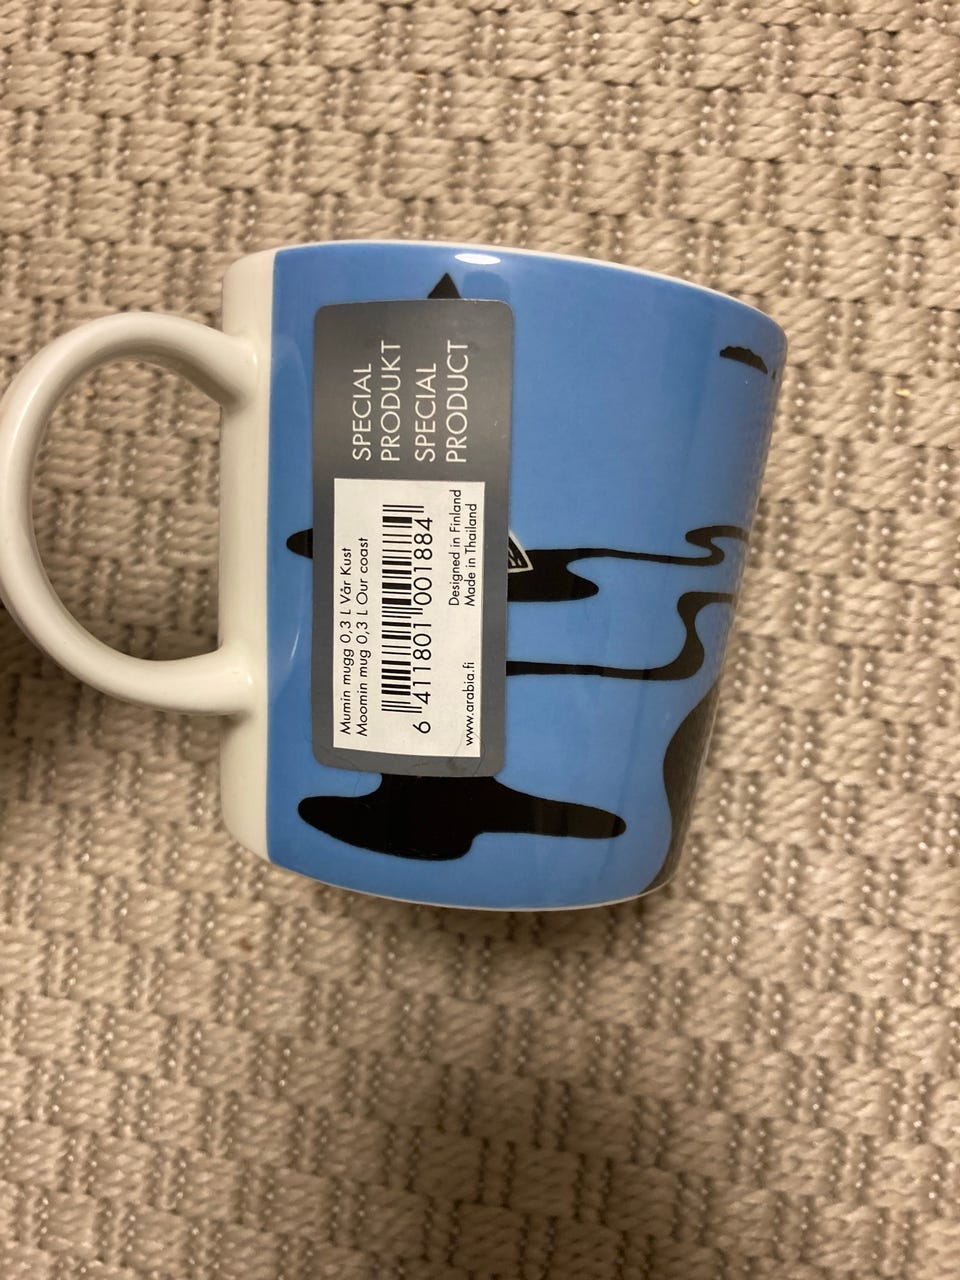 SPECIAL
PRODUKT
SPECIAL
PRODUCT
Mumin mugg 0,3 L Vår Kust
Moomin mug 0,3 L Our coast
6 411801 001884
Designed in Finland
Made in Thailand
www.arabia.fi